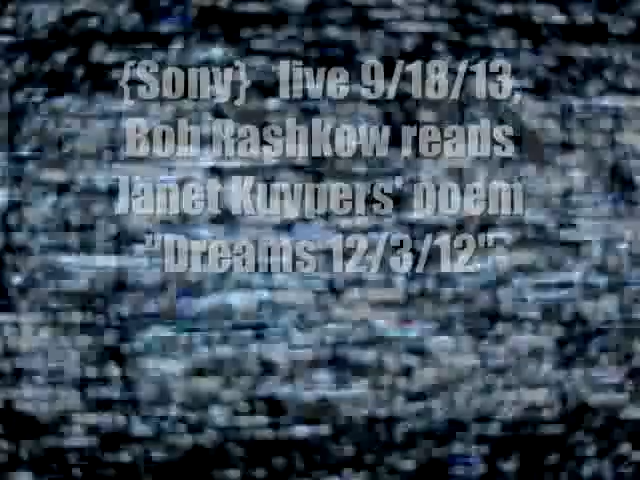 {Sony} live 9/18/13,
Bob Rashkow reads
Janet Kuypers' poem
"Dreams 12/3/12"